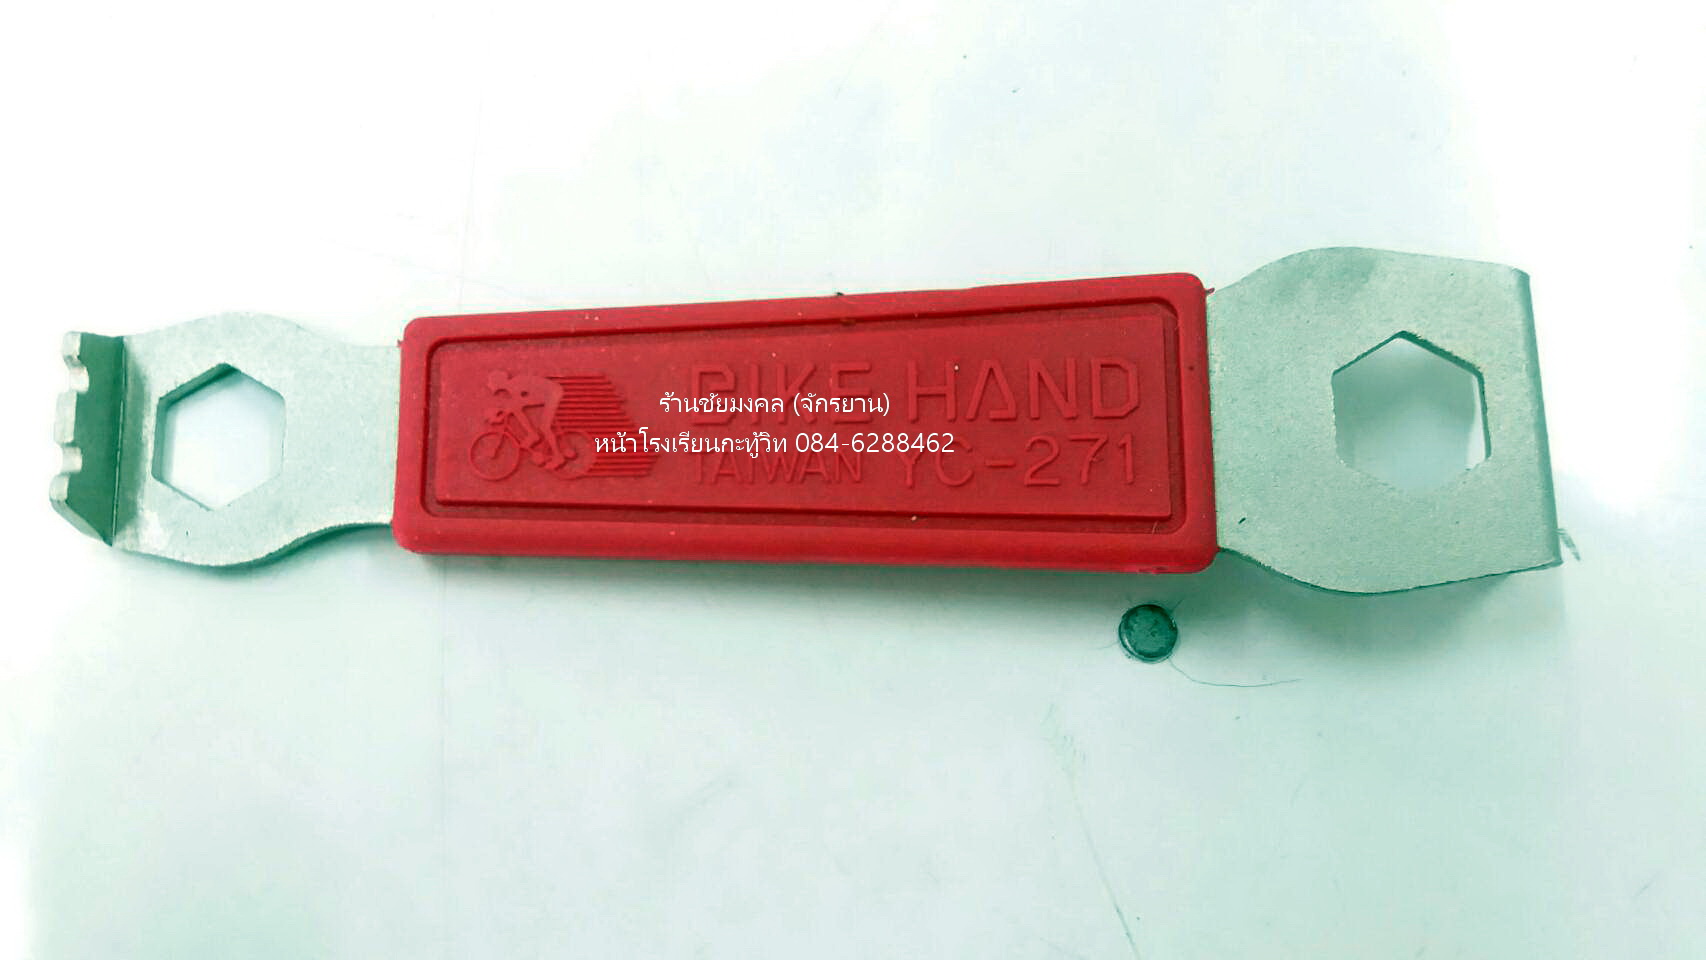 BIKE HAND
ร้านชัยมงคล (จักรยาน)
หน้าโรงเรียนกะทู้วิท 084-6288462
TAIWAN YC-271